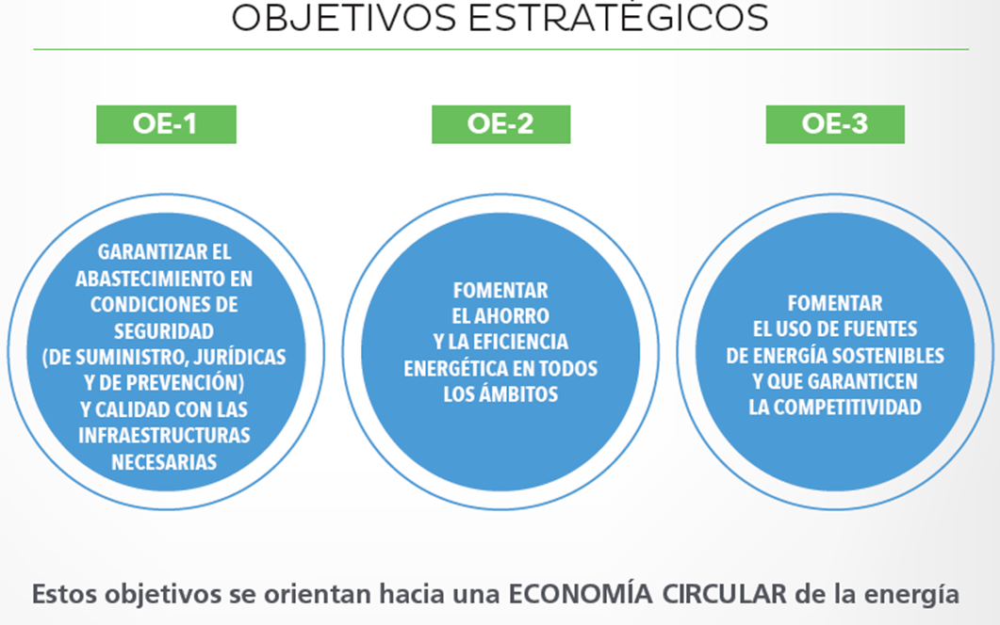 OBJETIVOS ESTRATÉGICOS
OE-1
OE-2
OE-3
GARANTIZAR EL
ABASTECIMIENTO EN
CONDICIONES DE
SEGURIDAD
(DE SUMINISTRO, JURÍDICAS
Y DE PREVENCIÓN)
Y CALIDAD CON LAS
INFRAESTRUCTURAS
NECESARIAS
FOMENTAR
EL AHORRO
Y LA EFICIENCIA
ENERGÉTICA EN TODOS
LOS ÁMBITOS
FOMENTAR
EL USO DE FUENTES
DE ENERGÍA SOSTENIBLES
Y QUE GARANTICEN
LA COMPETITIVIDAD
Estos objetivos se orientan hacia una ECONOMÍA CIRCULAR de la energía